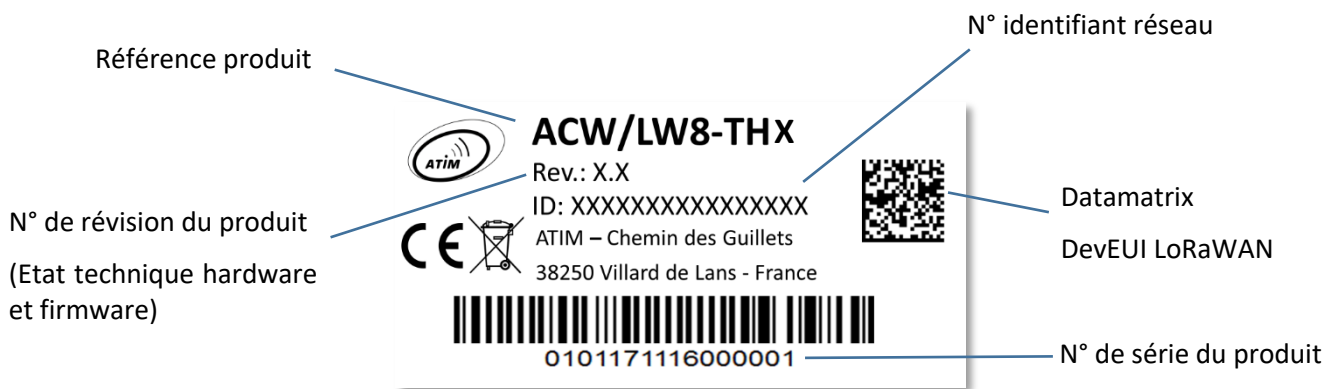 N° identifiant réseau
Référence produit
ATIM
ACW/LW8-THX
Rev.: X.X
ID: XXXXXXXXXXXXXXXX
ATIM – Chemin des Guillets
38250 Villard de Lans - France
CE
0101171116000001
N° de révision du produit
(Etat technique hardware
et firmware)
Datamatrix
DevEUI LoRaWAN
N° de série du produit